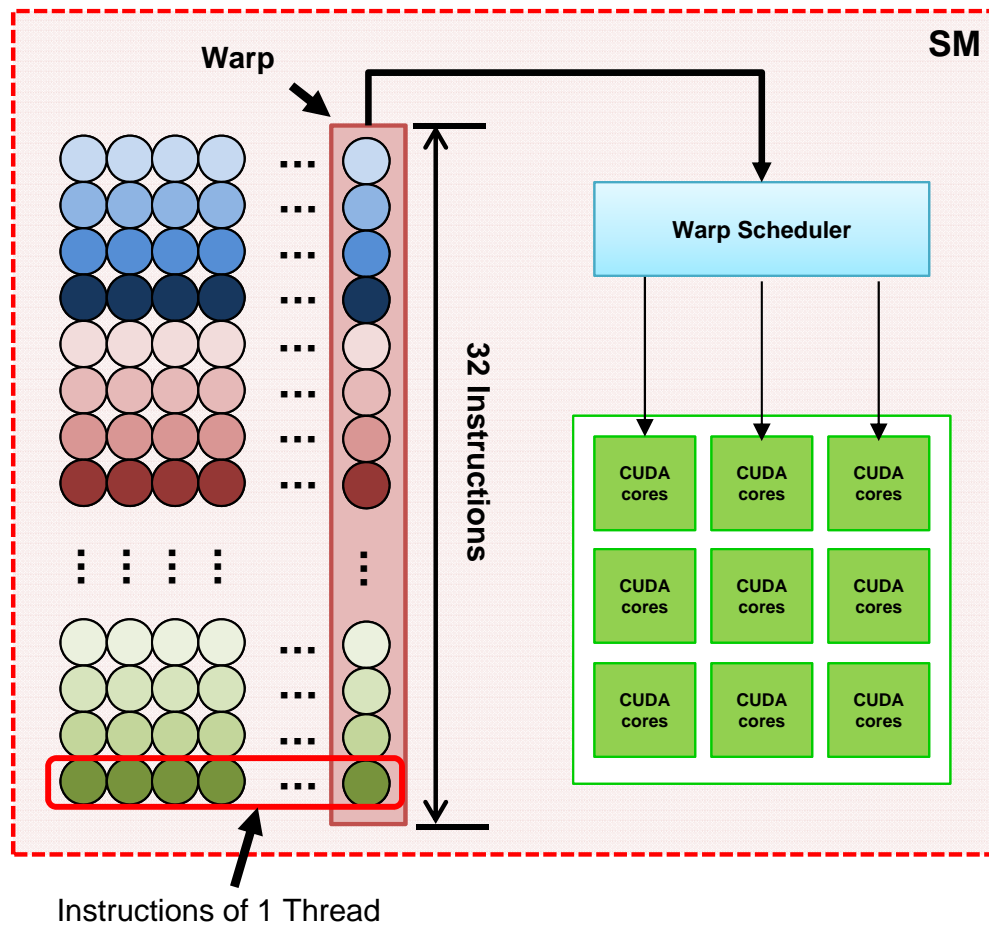 SM
Warp
Warp Scheduler
32 Instructions
CUDA
cores
CUDA
cores
CUDA
cores
CUDA
cores
CUDA
cores
CUDA
cores
CUDA
cores
CUDA
cores
CUDA
cores
Instructions of 1 Thread